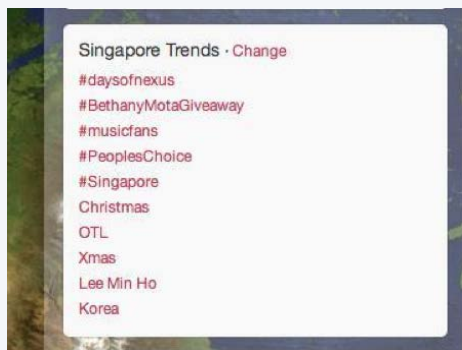 Singapore Trends · Change
#daysofnexus
#BethanyMotaGiveaway
#musicfans
#PeoplesChoice
#Singapore
Christmas
OTL
Xmas
Lee Min Ho
Korea